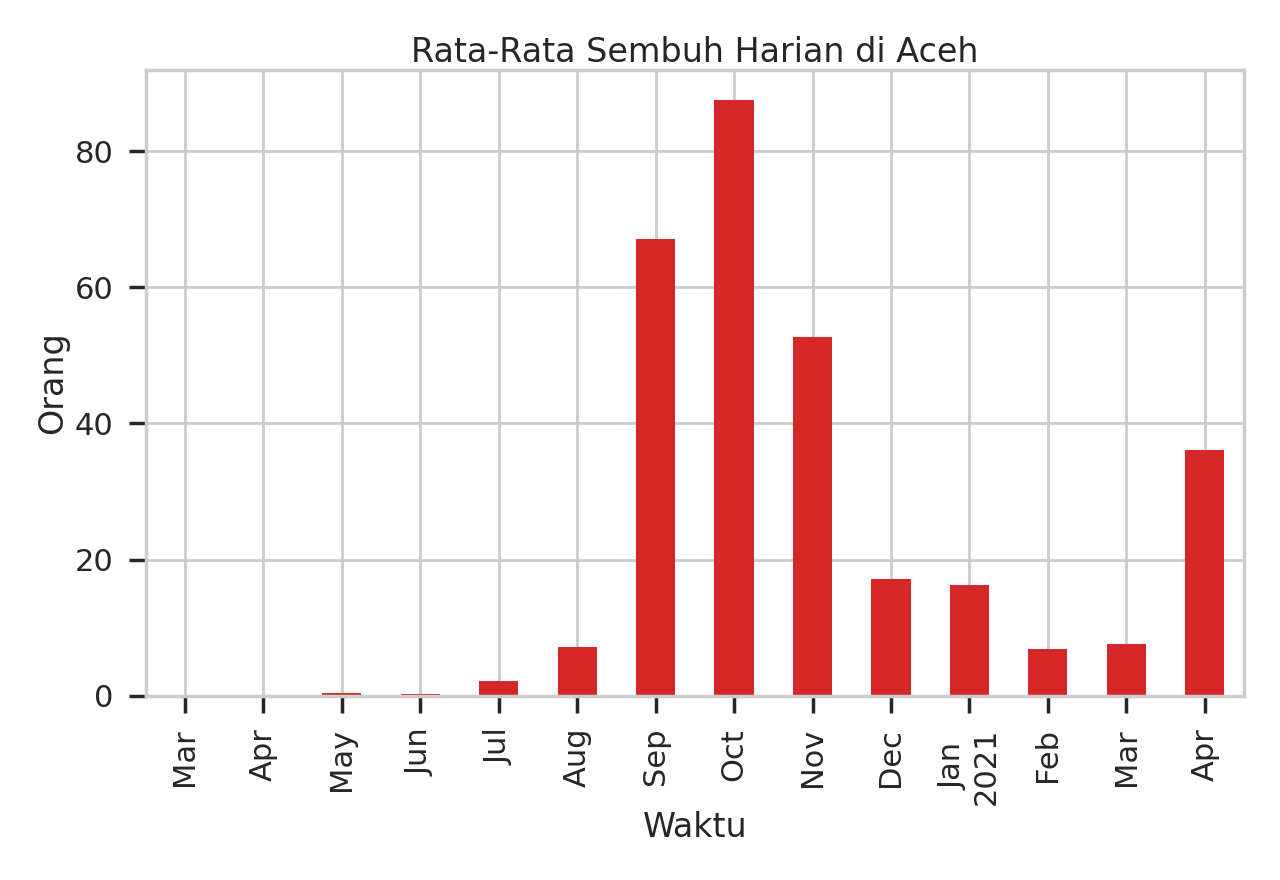 Rata-Rata Sembuh Harian di Aceh
Orang
80
60
40
20
0
Mar
Apr
May
Jun
Jul
Aug
Sep
Oct
Nov
Dec
Jan
2021
Feb
Mar
Apr
Waktu